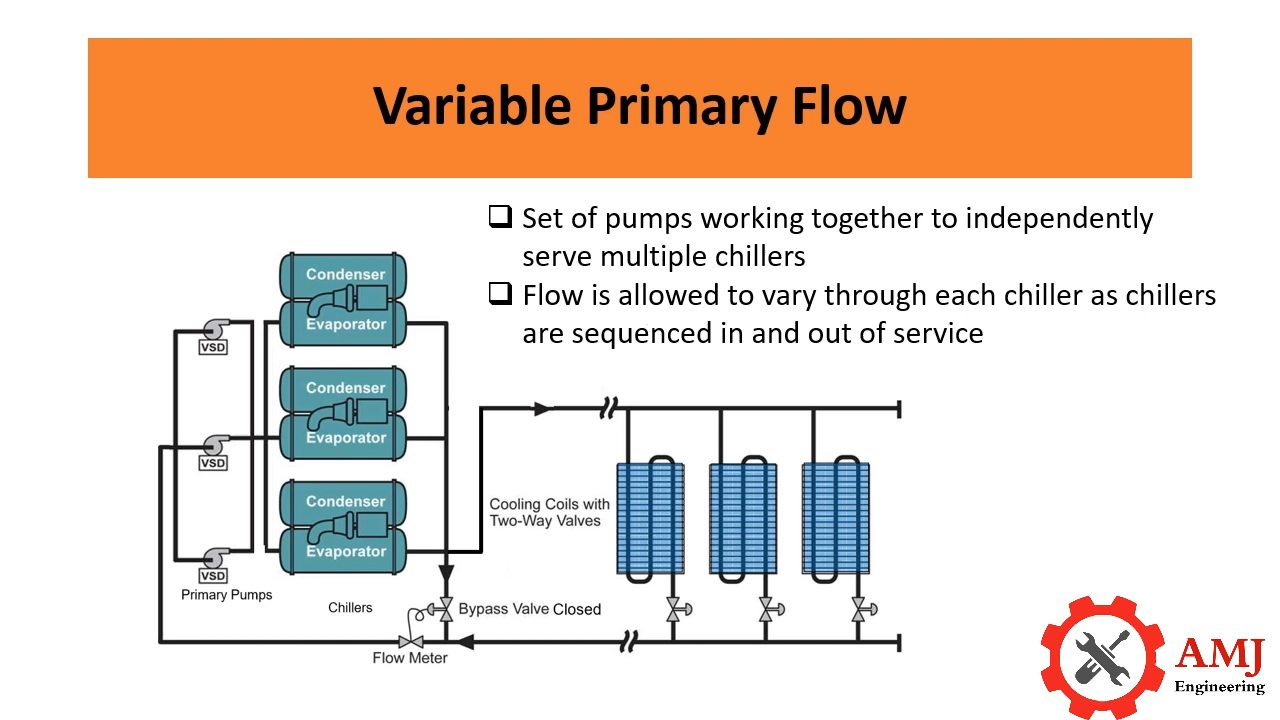 Variable Primary Flow
❑ Set of pumps working together to independently
serve multiple chillers
❑ Flow is allowed to vary through each chiller as chillers
are sequenced in and out of service
Condenser
Evaporator
VSD
Condenser
Evaporator
VSD
Condenser
Evaporator
VSD
Primary Pumps
Chillers
Cooling Coils with
Two-Way Valves
Bypass Valve Closed
Flow Meter
AMJ
Engineering